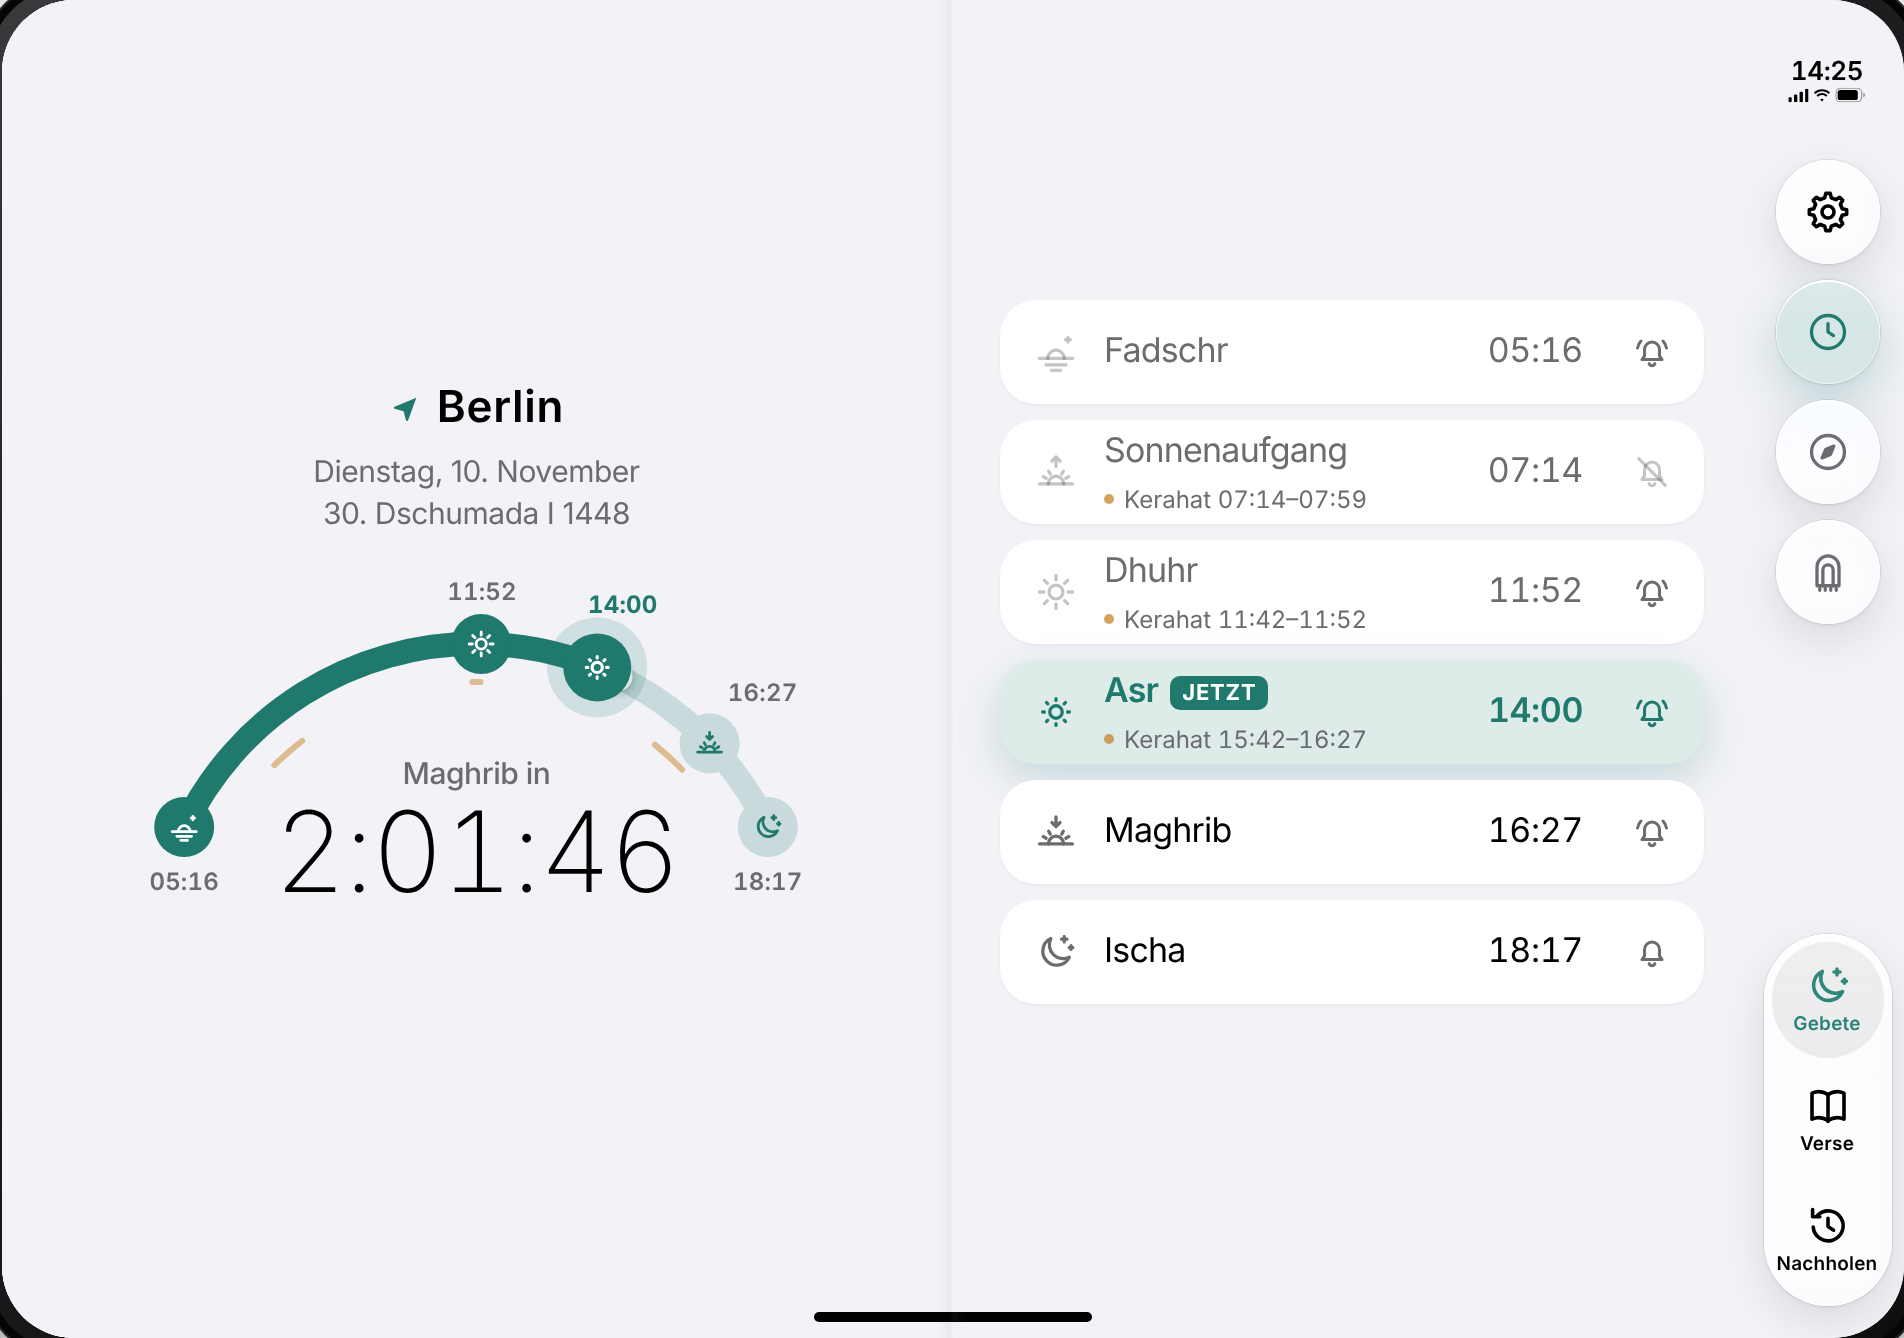 14:25
Berlin
Dienstag, 10. November
30. Dschumada I 1448
11:52
14:00
16:27
Maghrib in
2:01:46
05:16
18:17
Fadschr 05:16
Sonnenaufgang 07:14
Kerahat 07:14–07:59
Dhuhr 11:52
Kerahat 11:42–11:52
Asr JETZT 14:00
Kerahat 15:42–16:27
Maghrib 16:27
Ischa 18:17
Gebete
Verse
Nachholen